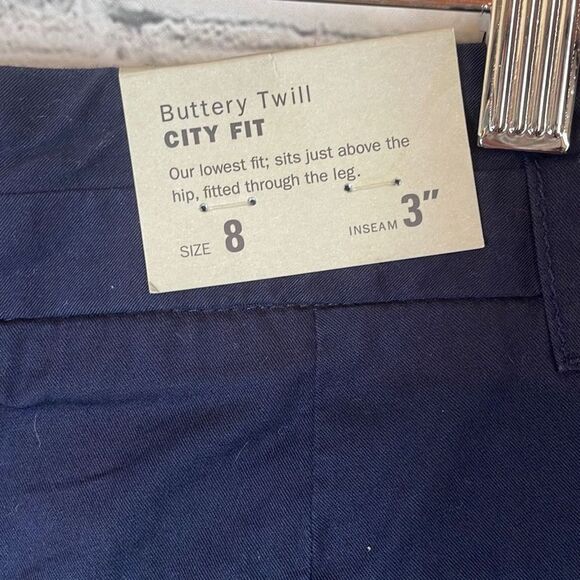 Buttery Twill
CITY FIT
Our lowest fit; sits just above the
hip, fitted through the leg.
SIZE 8 INSEAM 3"